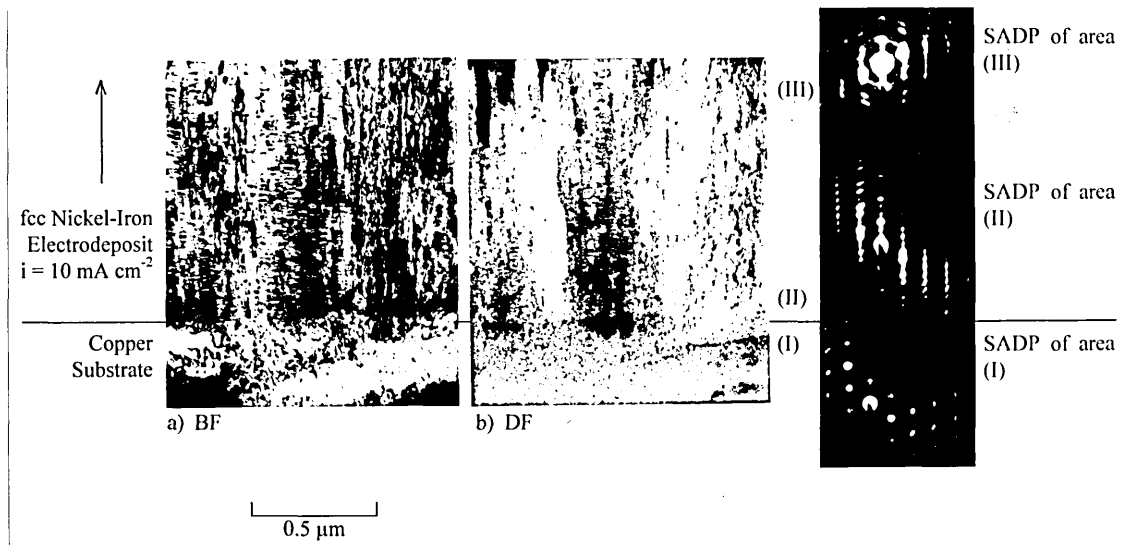 SADP of area
(III)
(III)
fcc Nickel-Iron
Electrodeposit
i = 10 mA cm⁻²
SADP of area
(II)
(II)
Copper
Substrate
(I)
SADP of area
(I)
a) BF
b) DF
0.5 µm